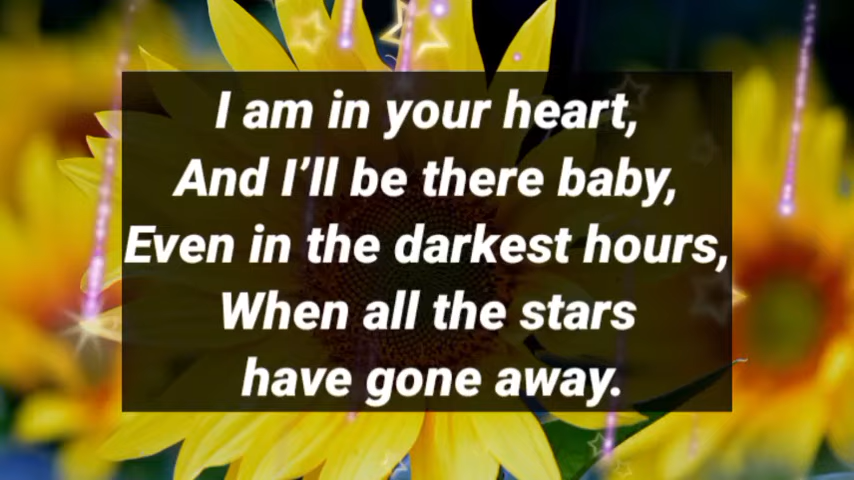 I am in your heart,
And I’ll be there baby,
Even in the darkest hours,
When all the stars
have gone away.